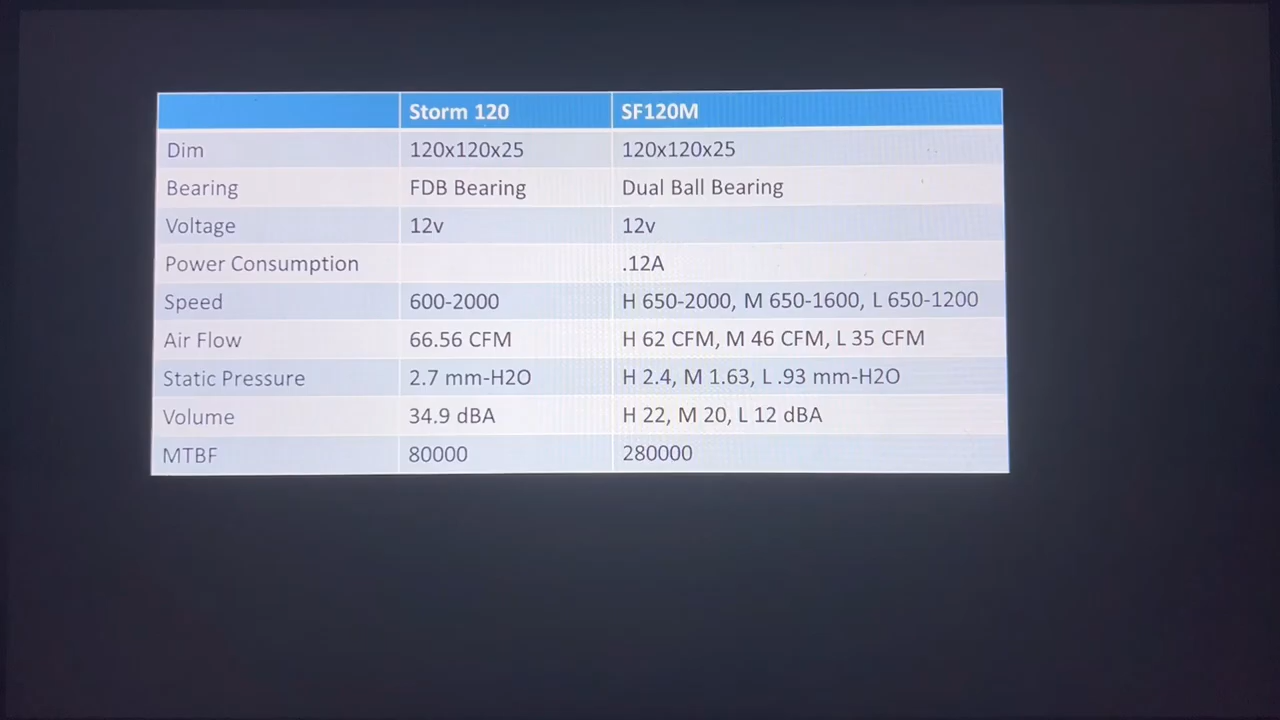 Storm 120 SF120M
Dim 120x120x25 120x120x25
Bearing FDB Bearing Dual Ball Bearing
Voltage 12v 12v
Power Consumption .12A
Speed 600-2000 H 650-2000, M 650-1600, L 650-1200
Air Flow 66.56 CFM H 62 CFM, M 46 CFM, L 35 CFM
Static Pressure 2.7 mm-H2O H 2.4, M 1.63, L .93 mm-H2O
Volume 34.9 dBA H 22, M 20, L 12 dBA
MTBF 80000 280000